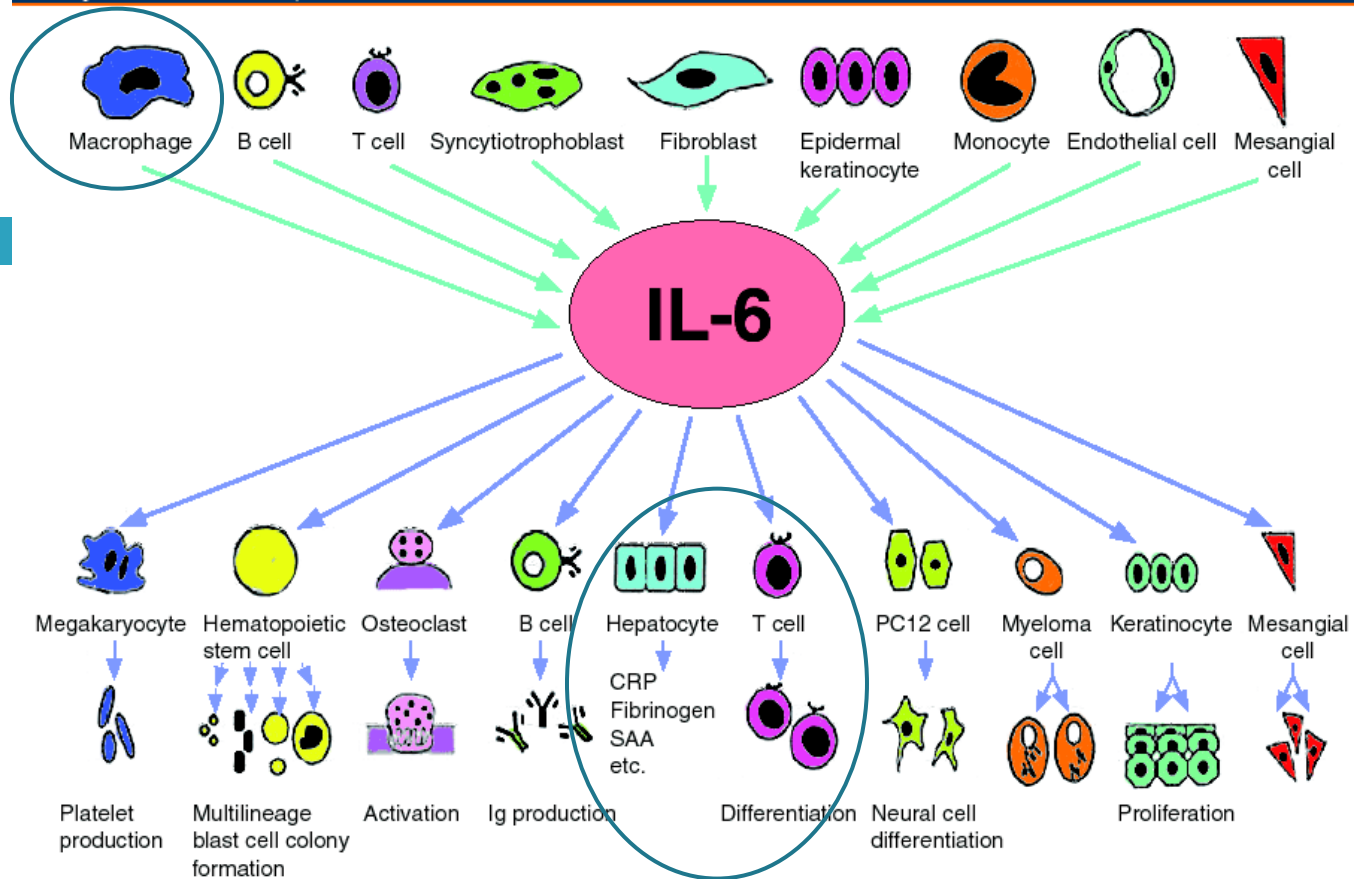 Macrophage
B cell
T cell
Syncytiotrophoblast
Fibroblast
Epidermal
keratinocyte
Monocyte
Endothelial cell
Mesangial
cell
IL-6
Megakaryocyte
Hematopoietic
stem cell
Osteoclast
B cell
Hepatocyte
T cell
PC12 cell
Myeloma
cell
Keratinocyte
Mesangial
cell
CRP
Fibrinogen
SAA
etc.
Platelet
production
Multilineage
blast cell colony
formation
Activation
Ig production
Differentiation
Neural cell
differentiation
Proliferation